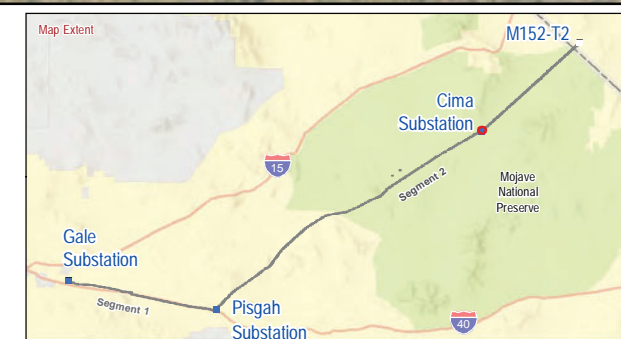 Map Extent
M152-T2
Cima
Substation
15
Segment 2
Mojave
National
Preserve
Gale
Substation
Segment 1
Pisgah
Substation
40